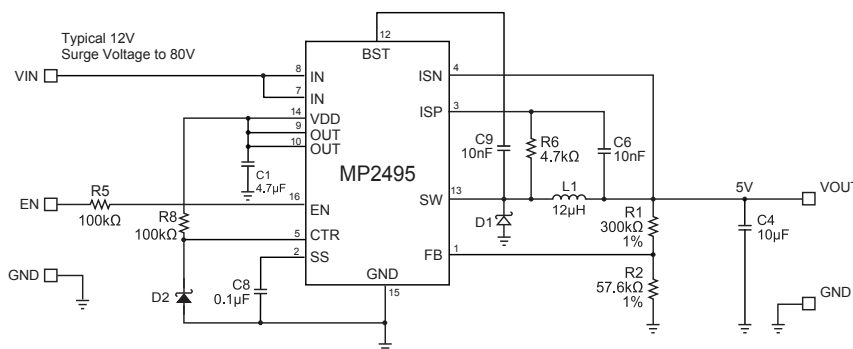 Typical 12V
Surge Voltage to 80V
12
BST
VIN
8
IN
7
IN
14
VDD
9
OUT
10
OUT
C1
4.7µF
MP2495
ISN
4
ISP
3
C9
10nF
R6
4.7kΩ
C6
10nF
EN
R5
100kΩ
R8
100kΩ
16
EN
5
CTR
2
SS
SW
13
L1
12µH
D1
5V
VOUT
R1
300kΩ
1%
C4
10µF
FB
1
GND
D2
C8
0.1µF
GND
15
R2
57.6kΩ
1%
GND